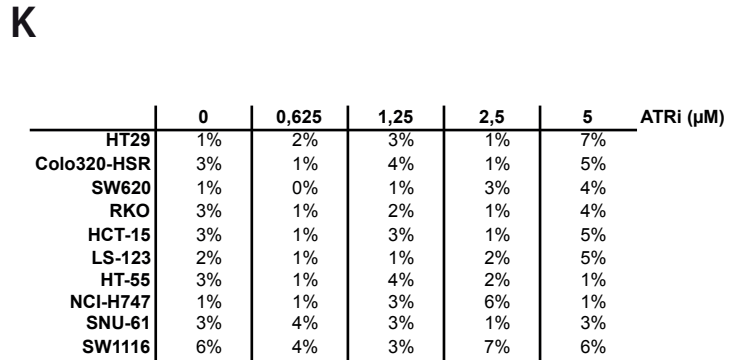 K
0 0,625 1,25 2,5 5 ATRi (µM)
HT29 1% 2% 3% 1% 7%
Colo320-HSR 3% 1% 4% 1% 5%
SW620 1% 0% 1% 3% 4%
RKO 3% 1% 2% 1% 4%
HCT-15 3% 1% 3% 1% 5%
LS-123 2% 1% 1% 2% 5%
HT-55 3% 1% 4% 2% 1%
NCI-H747 1% 1% 3% 6% 1%
SNU-61 3% 4% 3% 1% 3%
SW1116 6% 4% 3% 7% 6%